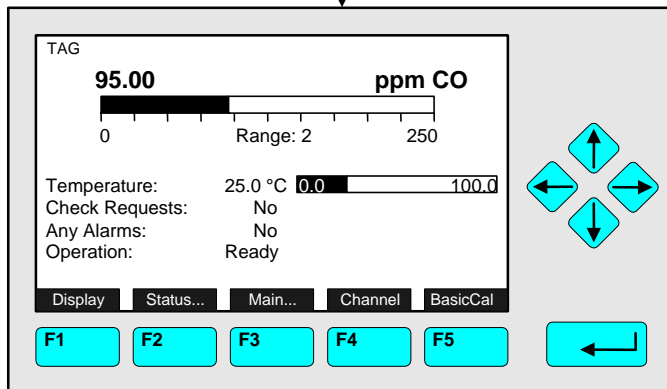 TAG
95.00 ppm CO
0 Range: 2 250
Temperature: 25.0 °C 0.0 100.0
Check Requests: No
Any Alarms: No
Operation: Ready
Display Status... Main... Channel BasicCal
F1 F2 F3 F4 F5